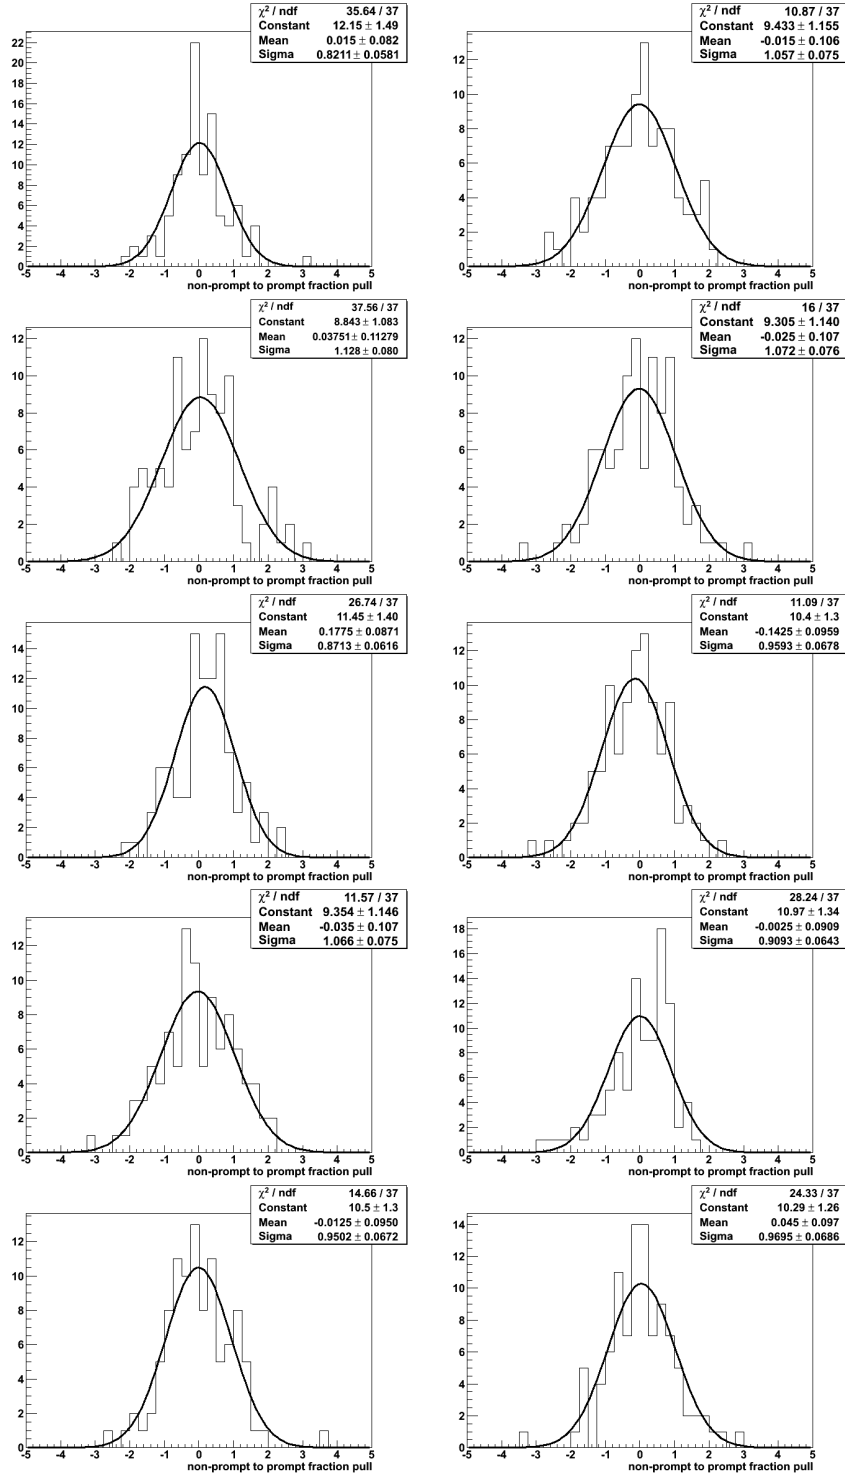 χ² / ndf 35.64 / 37
Constant 12.15 ± 1.49
Mean 0.015 ± 0.082
Sigma 0.8211 ± 0.0581
22
20
18
16
14
12
10
8
6
4
2
0
-5 -4 -3 -2 -1 0 1 2 3 4 5
non-prompt to prompt fraction pull
χ² / ndf 10.87 / 37
Constant 9.433 ± 1.155
Mean -0.015 ± 0.106
Sigma 1.057 ± 0.075
12
10
8
6
4
2
0
-5 -4 -3 -2 -1 0 1 2 3 4 5
non-prompt to prompt fraction pull
χ² / ndf 37.56 / 37
Constant 8.843 ± 1.083
Mean 0.03751 ± 0.11279
Sigma 1.128 ± 0.080
12
10
8
6
4
2
0
-5 -4 -3 -2 -1 0 1 2 3 4 5
non-prompt to prompt fraction pull
χ² / ndf 16 / 37
Constant 9.305 ± 1.140
Mean -0.025 ± 0.107
Sigma 1.072 ± 0.076
12
10
8
6
4
2
0
-5 -4 -3 -2 -1 0 1 2 3 4 5
non-prompt to prompt fraction pull
χ² / ndf 26.74 / 37
Constant 11.45 ± 1.40
Mean 0.1775 ± 0.0871
Sigma 0.8713 ± 0.0616
14
12
10
8
6
4
2
0
-5 -4 -3 -2 -1 0 1 2 3 4 5
non-prompt to prompt fraction pull
χ² / ndf 11.09 / 37
Constant 10.4 ± 1.3
Mean -0.1425 ± 0.0959
Sigma 0.9593 ± 0.0678
12
10
8
6
4
2
0
-5 -4 -3 -2 -1 0 1 2 3 4 5
non-prompt to prompt fraction pull
χ² / ndf 11.57 / 37
Constant 9.354 ± 1.146
Mean -0.035 ± 0.107
Sigma 1.066 ± 0.075
12
10
8
6
4
2
0
-5 -4 -3 -2 -1 0 1 2 3 4 5
non-prompt to prompt fraction pull
χ² / ndf 28.24 / 37
Constant 10.97 ± 1.34
Mean -0.0025 ± 0.0909
Sigma 0.9093 ± 0.0643
18
16
14
12
10
8
6
4
2
0
-5 -4 -3 -2 -1 0 1 2 3 4 5
non-prompt to prompt fraction pull
χ² / ndf 14.66 / 37
Constant 10.5 ± 1.3
Mean -0.0125 ± 0.0950
Sigma 0.9502 ± 0.0672
12
10
8
6
4
2
0
-5 -4 -3 -2 -1 0 1 2 3 4 5
non-prompt to prompt fraction pull
χ² / ndf 24.33 / 37
Constant 10.29 ± 1.26
Mean 0.045 ± 0.097
Sigma 0.9695 ± 0.0686
14
12
10
8
6
4
2
0
-5 -4 -3 -2 -1 0 1 2 3 4 5
non-prompt to prompt fraction pull